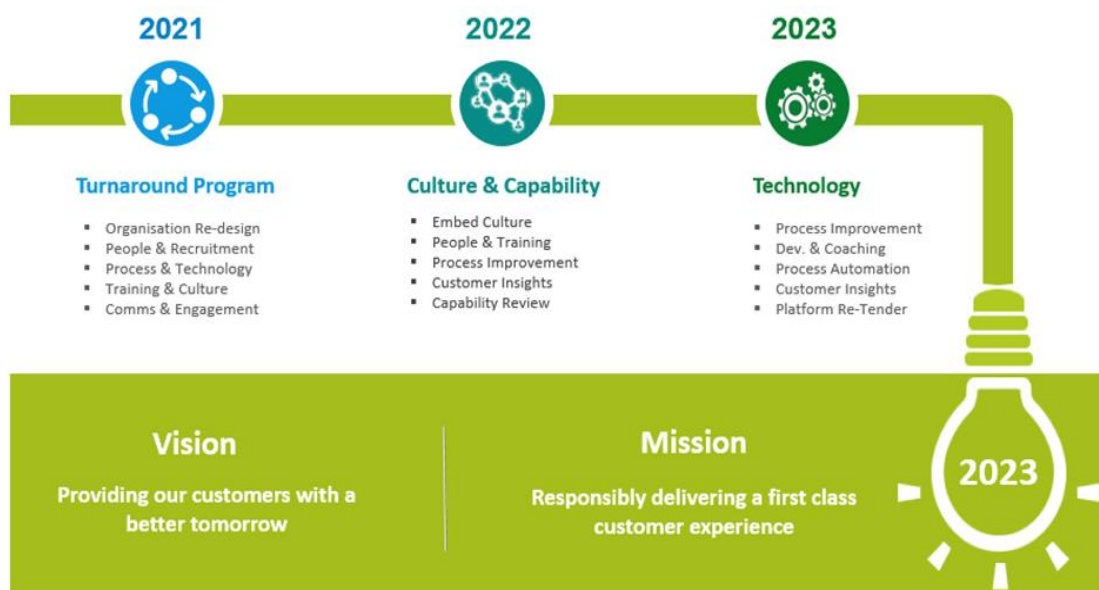 2021
2022
2023
Turnaround Program
▪ Organisation Re-design
▪ People & Recruitment
▪ Process & Technology
▪ Training & Culture
▪ Comms & Engagement
Culture & Capability
▪ Embed Culture
▪ People & Training
▪ Process Improvement
▪ Customer Insights
▪ Capability Review
Technology
▪ Process Improvement
▪ Dev. & Coaching
▪ Process Automation
▪ Customer Insights
▪ Platform Re-Tender
Vision
Providing our customers with a
better tomorrow
Mission
Responsibly delivering a first class
customer experience
2023